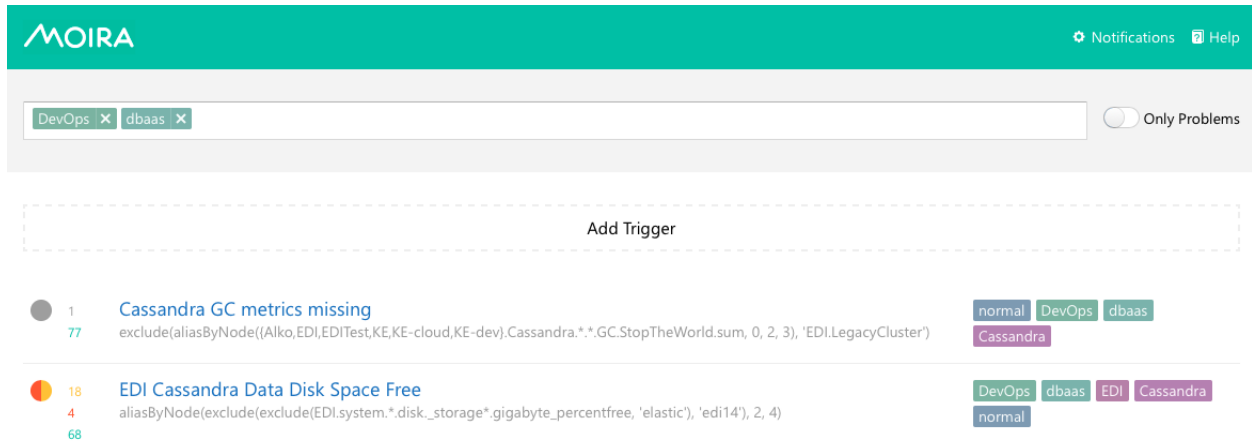 MOIRA
Notifications Help
DevOps × dbaas ×
Only Problems
Add Trigger
1 Cassandra GC metrics missing normal DevOps dbaas
77 exclude(aliasByNode({Alko,EDI,EDITest,KE,KE-cloud,KE-dev}.Cassandra.*.*.GC.StopTheWorld.sum, 0, 2, 3), 'EDI.LegacyCluster') Cassandra
18 EDI Cassandra Data Disk Space Free DevOps dbaas EDI Cassandra
4 aliasByNode(exclude(exclude(EDI.system.*.disk._storage*.gigabyte_percentfree, 'elastic'), 'edi14'), 2, 4) normal
68